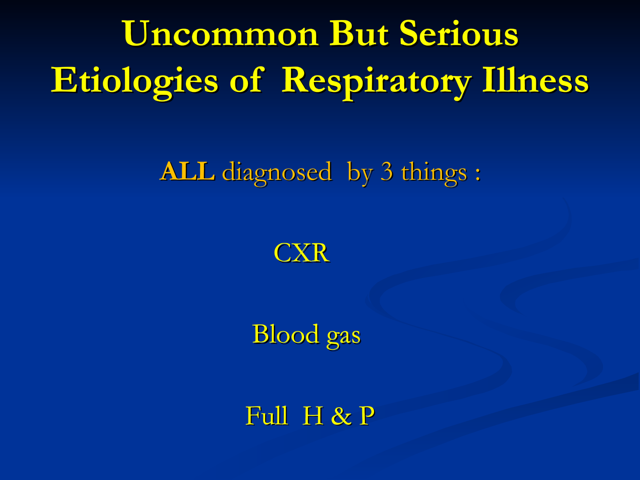 Uncommon But Serious
Etiologies of  Respiratory Illness
ALL diagnosed  by 3 things :
CXR
Blood gas
Full  H & P